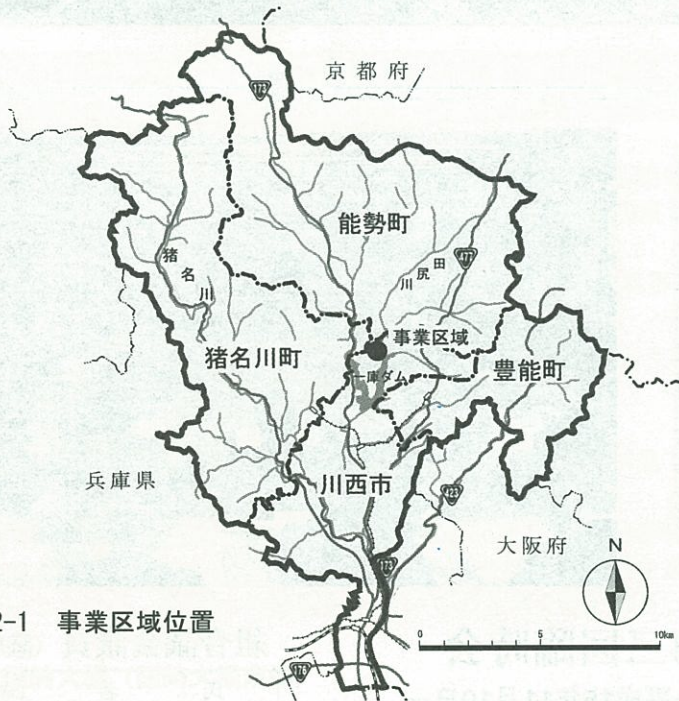 京都府
173
能勢町
田尻川
477
猪名川
事業区域
猪名川町
一庫ダム
豊能町
兵庫県
川西市
423
大阪府
N
173
2-1 事業区域位置
0 5 10km
176